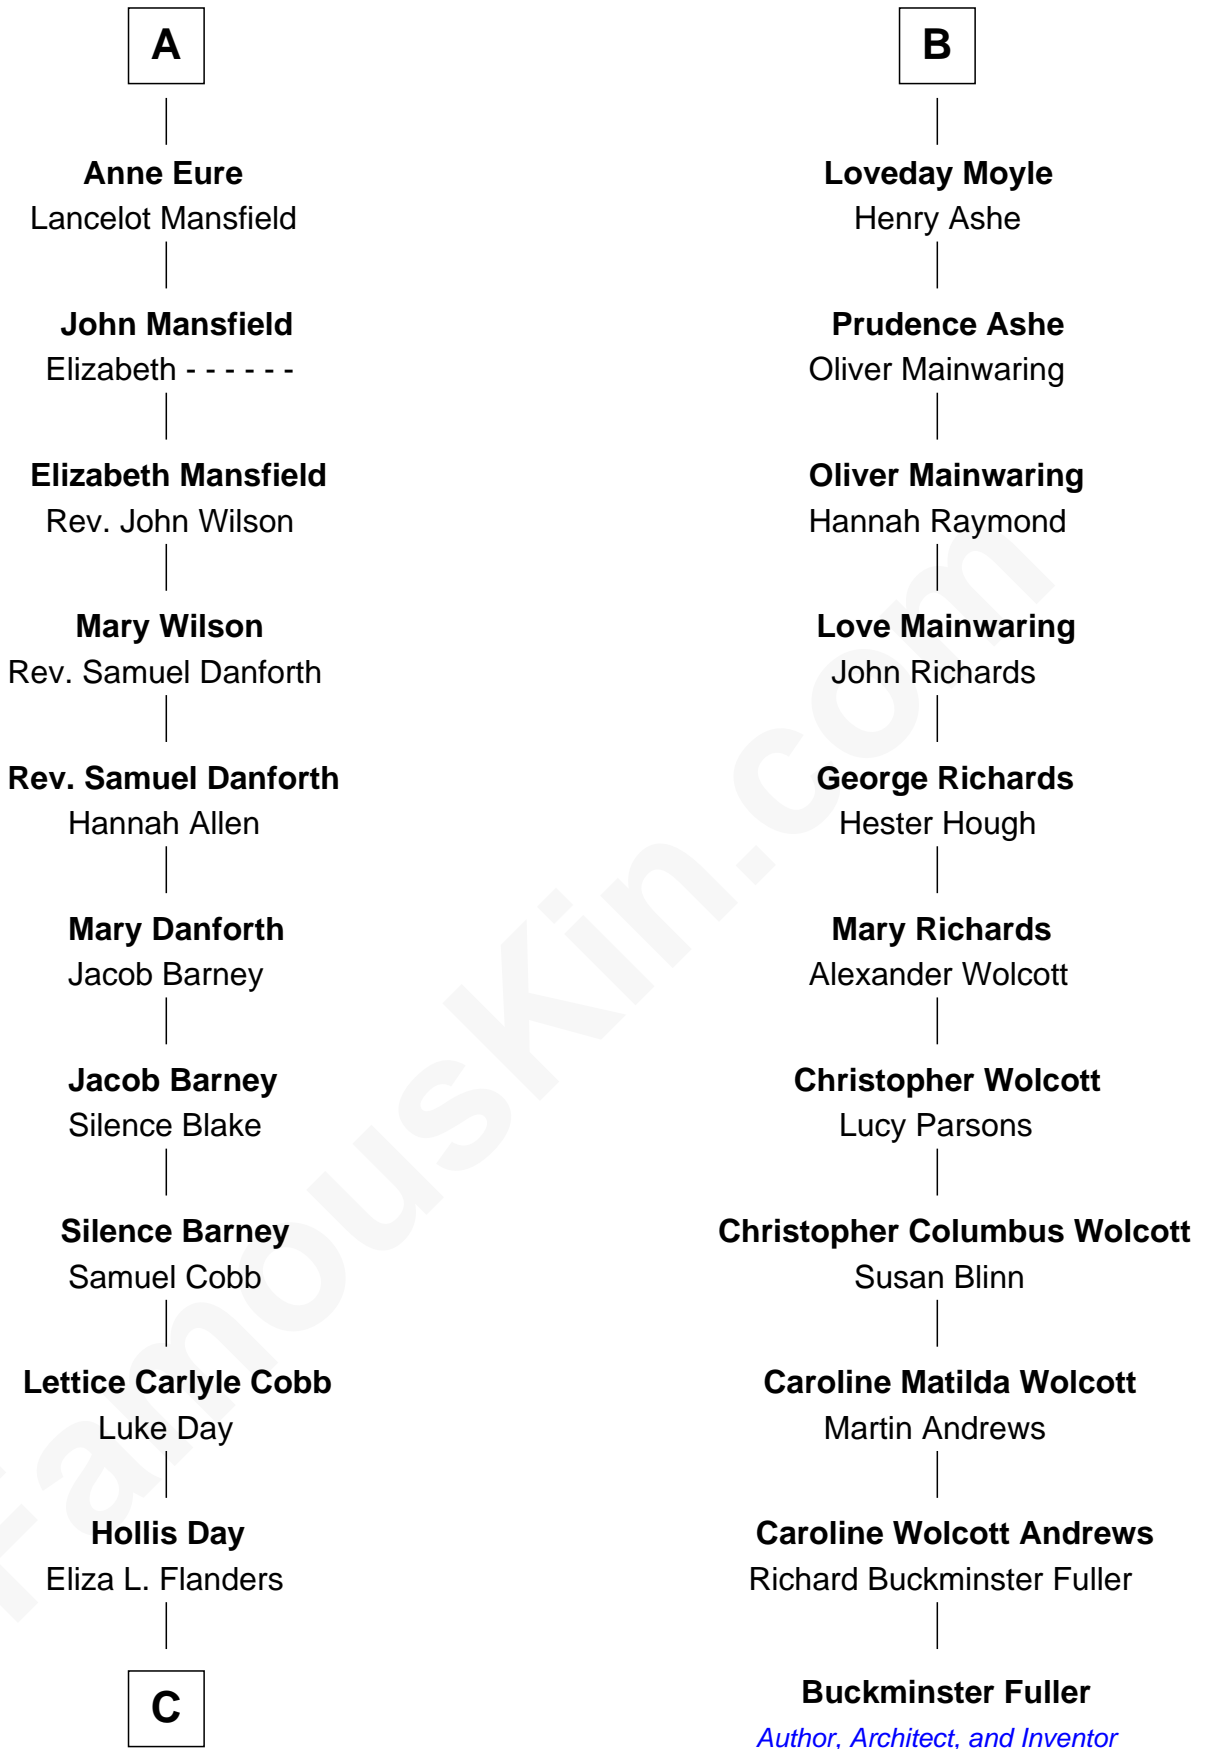 A
Anne Eure
Lancelot Mansfield
John Mansfield
Elizabeth - - - - - -
Elizabeth Mansfield
Rev. John Wilson
Mary Wilson
Rev. Samuel Danforth
Rev. Samuel Danforth
Hannah Allen
Mary Danforth
Jacob Barney
Jacob Barney
Silence Blake
Silence Barney
Samuel Cobb
Lettice Carlyle Cobb
Luke Day
Hollis Day
Eliza L. Flanders
C
B
Loveday Moyle
Henry Ashe
Prudence Ashe
Oliver Mainwaring
Oliver Mainwaring
Hannah Raymond
Love Mainwaring
John Richards
George Richards
Hester Hough
Mary Richards
Alexander Wolcott
Christopher Wolcott
Lucy Parsons
Christopher Columbus Wolcott
Susan Blinn
Caroline Matilda Wolcott
Martin Andrews
Caroline Wolcott Andrews
Richard Buckminster Fuller
Buckminster Fuller
Author, Architect, and Inventor
FamousKin.com